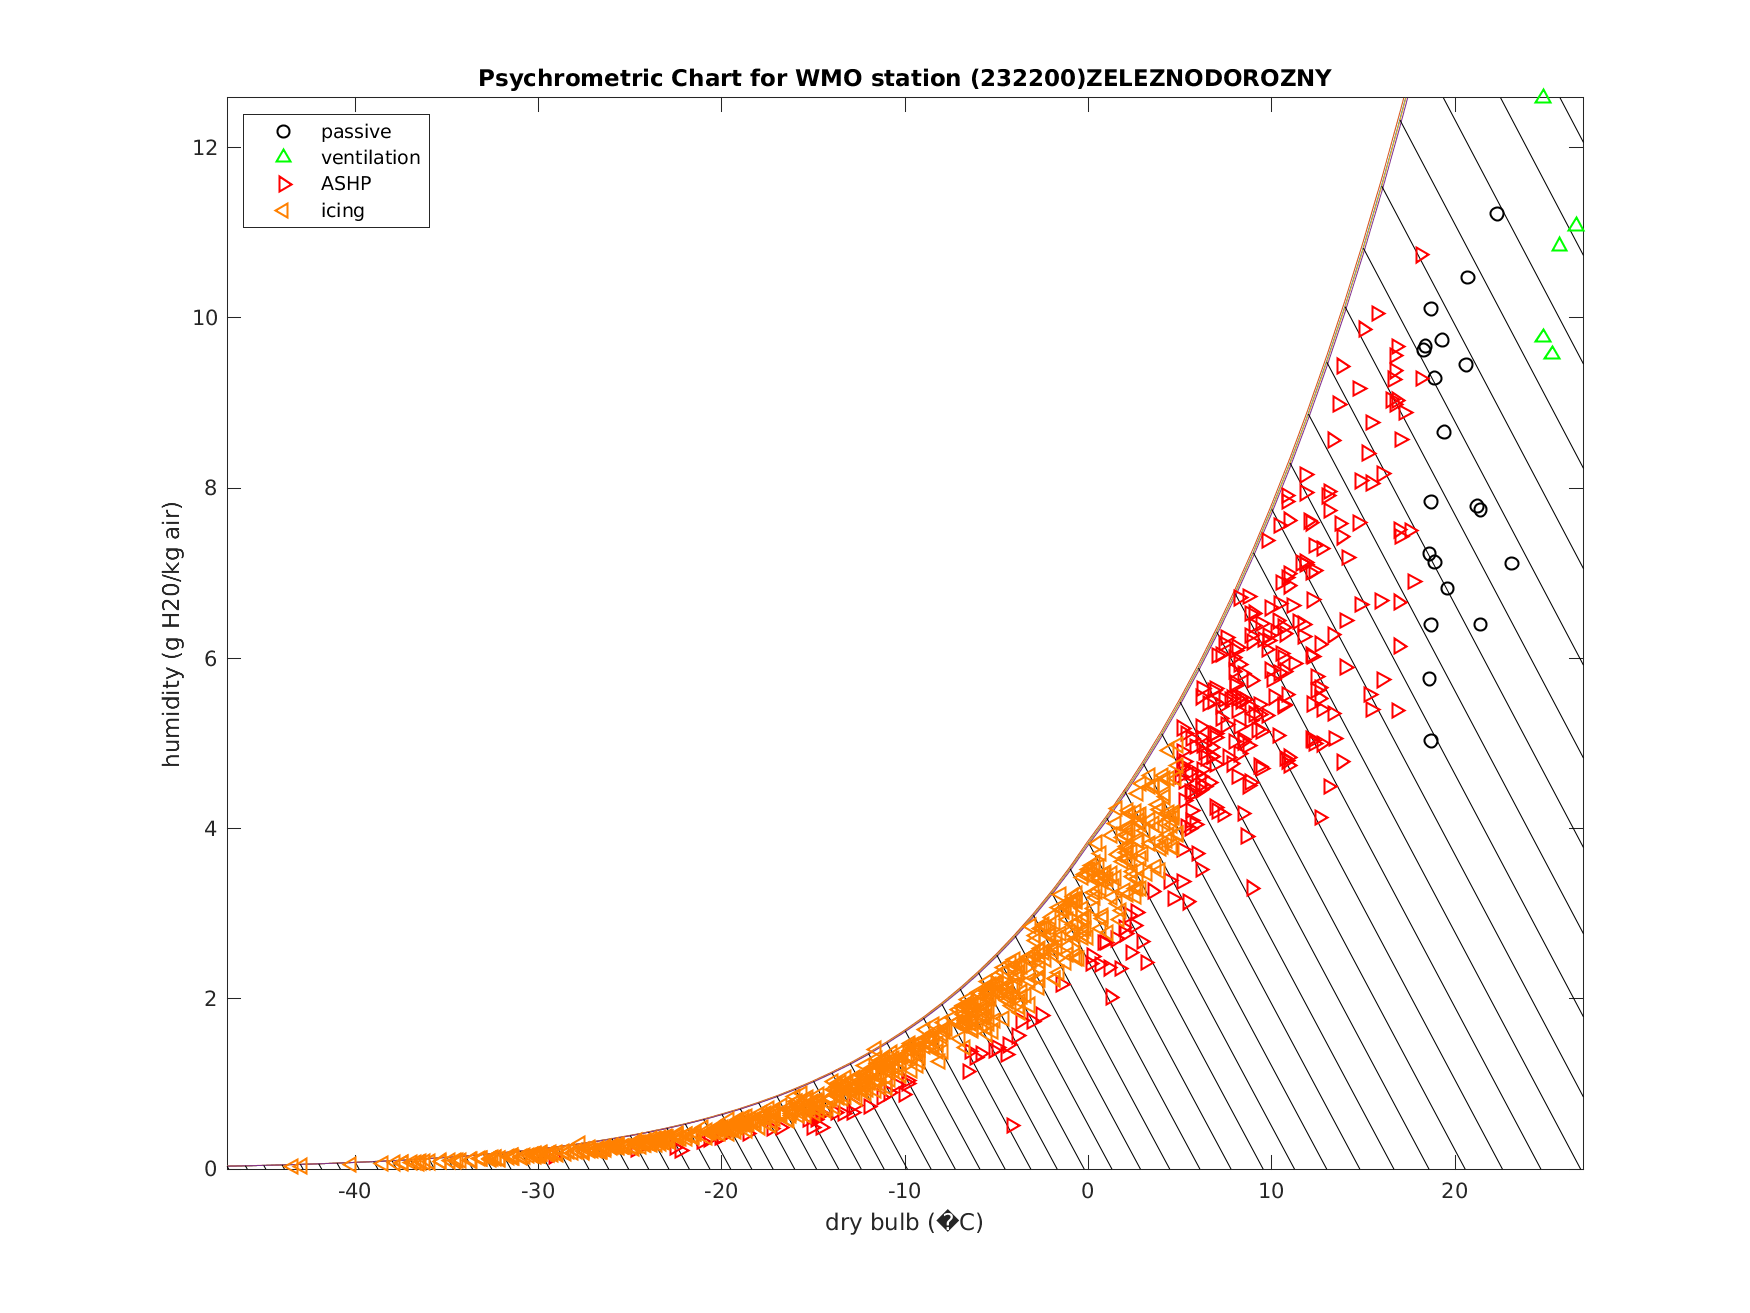 Psychrometric Chart for WMO station (232200)ZELEZNODOROZNY
passive
ventilation
ASHP
icing
12
10
8
6
4
2
0
humidity (g H20/kg air)
-40 -30 -20 -10 0 10 20
dry bulb (�C)